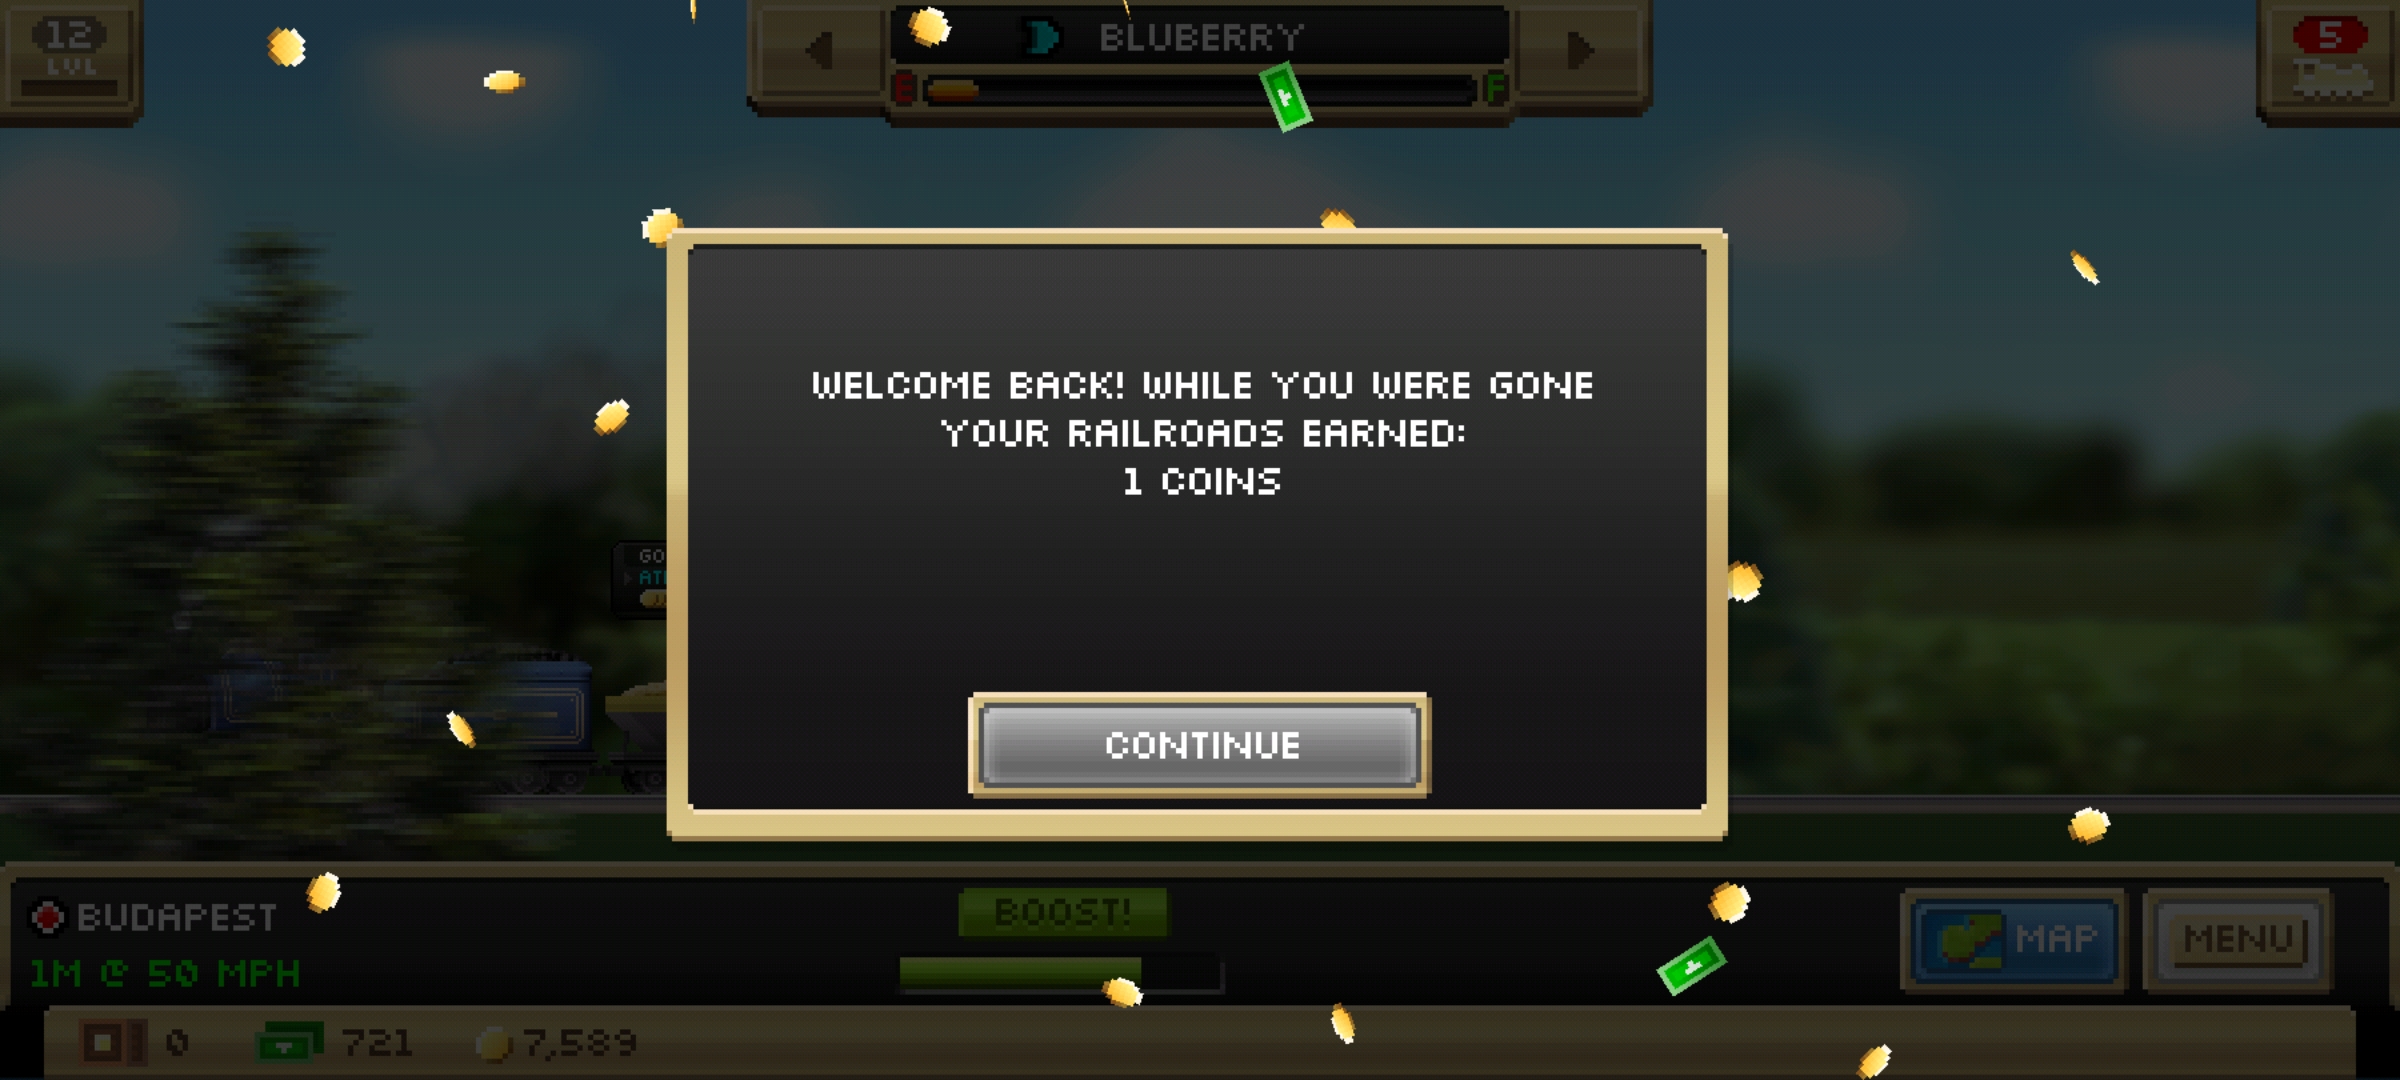 12
LVL
BLUBERRY
E
F
5
WELCOME BACK! WHILE YOU WERE GONE
YOUR RAILROADS EARNED:
1 COINS
CONTINUE
BUDAPEST
1M @ 50 MPH
BOOST!
MAP
MENU
0
721
7,589